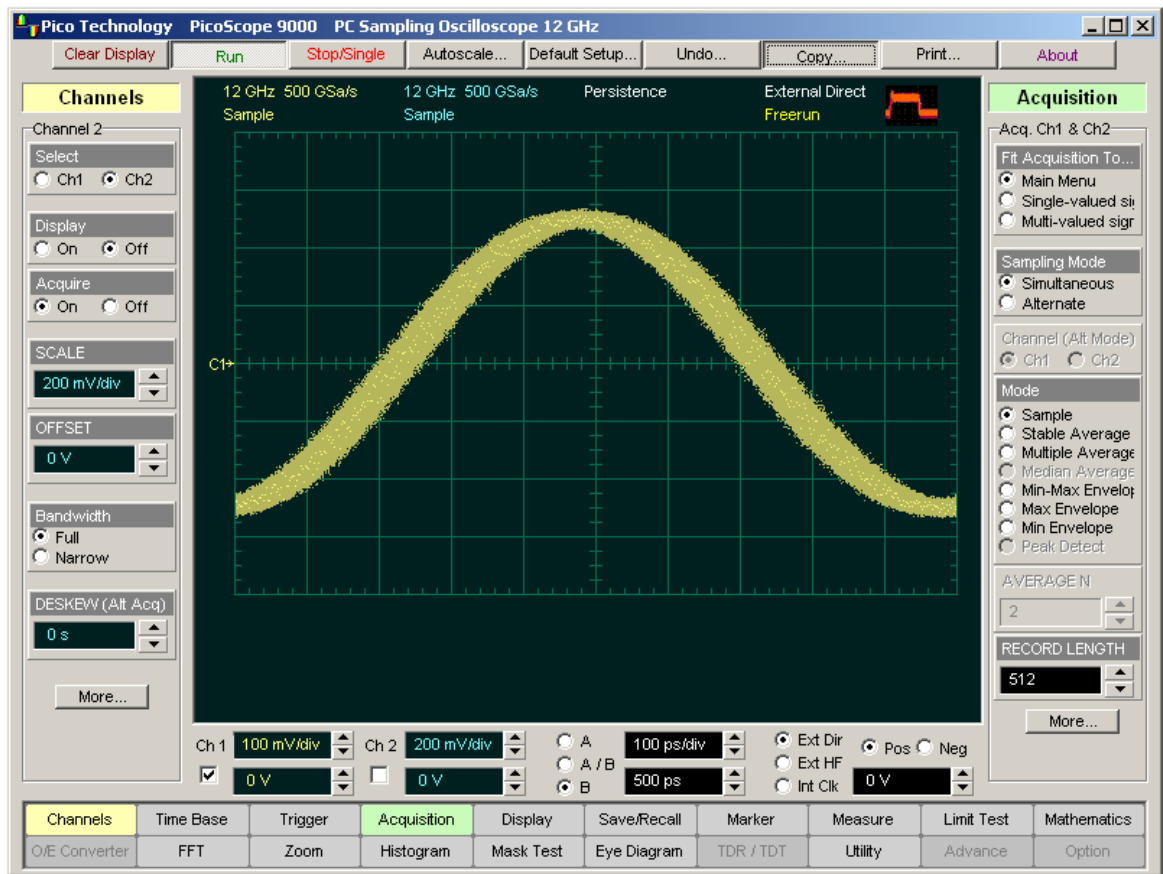 Pico Technology PicoScope 9000 PC Sampling Oscilloscope 12 GHz
Clear Display Run Stop/Single Autoscale... Default Setup... Undo... Copy... Print... About
Channels
Channel 2
Select
Ch1 Ch2
Display
On Off
Acquire
On Off
SCALE
200 mV/div
OFFSET
0 V
Bandwidth
Full
Narrow
DESKEW (Alt Acq)
0 s
More...
12 GHz 500 GSa/s 12 GHz 500 GSa/s Persistence External Direct
Sample Sample Freerun
C1
Acquisition
Acq. Ch1 & Ch2
Fit Acquisition To...
Main Menu
Single-valued si
Multi-valued sigr
Sampling Mode
Simultaneous
Alternate
Channel (Alt Mode)
Ch1 Ch2
Mode
Sample
Stable Average
Multiple Average
Median Average
Min-Max Envelop
Max Envelope
Min Envelope
Peak Detect
AVERAGE N
2
RECORD LENGTH
512
More...
Ch 1 100 mV/div Ch 2 200 mV/div A 100 ps/div Ext Dir Pos Neg
A / B Ext HF
0 V 0 V B 500 ps Int Clk 0 V
Channels Time Base Trigger Acquisition Display Save/Recall Marker Measure Limit Test Mathematics
O/E Converter FFT Zoom Histogram Mask Test Eye Diagram TDR / TDT Utility Advance Option